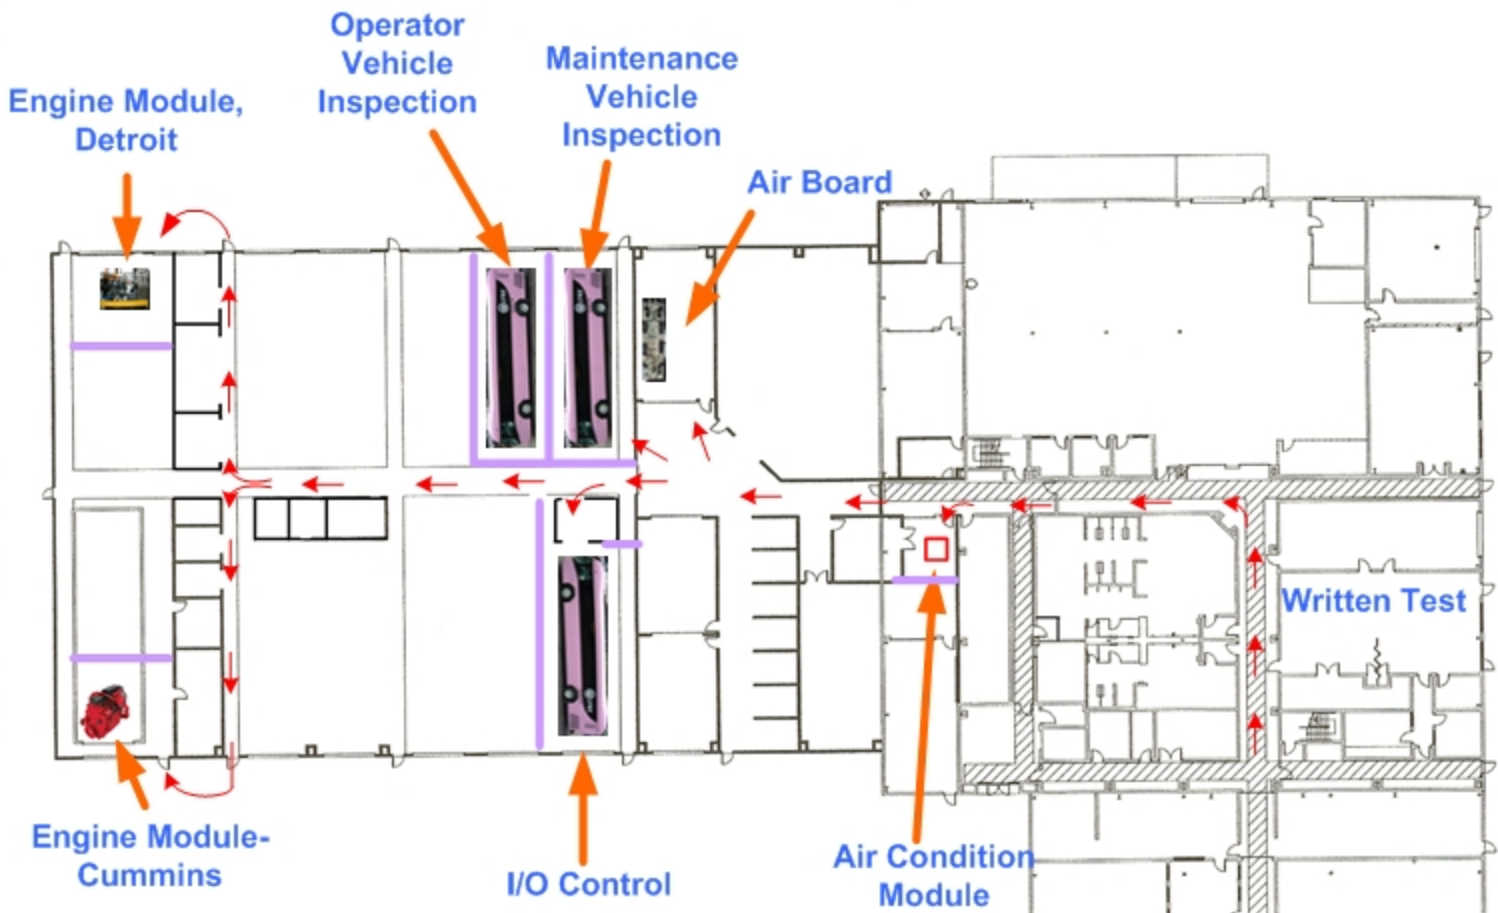 Operator
Vehicle
Inspection
Maintenance
Vehicle
Inspection
Engine Module,
Detroit
Air Board
Written Test
Engine Module-
Cummins
I/O Control
Air Condition
Module